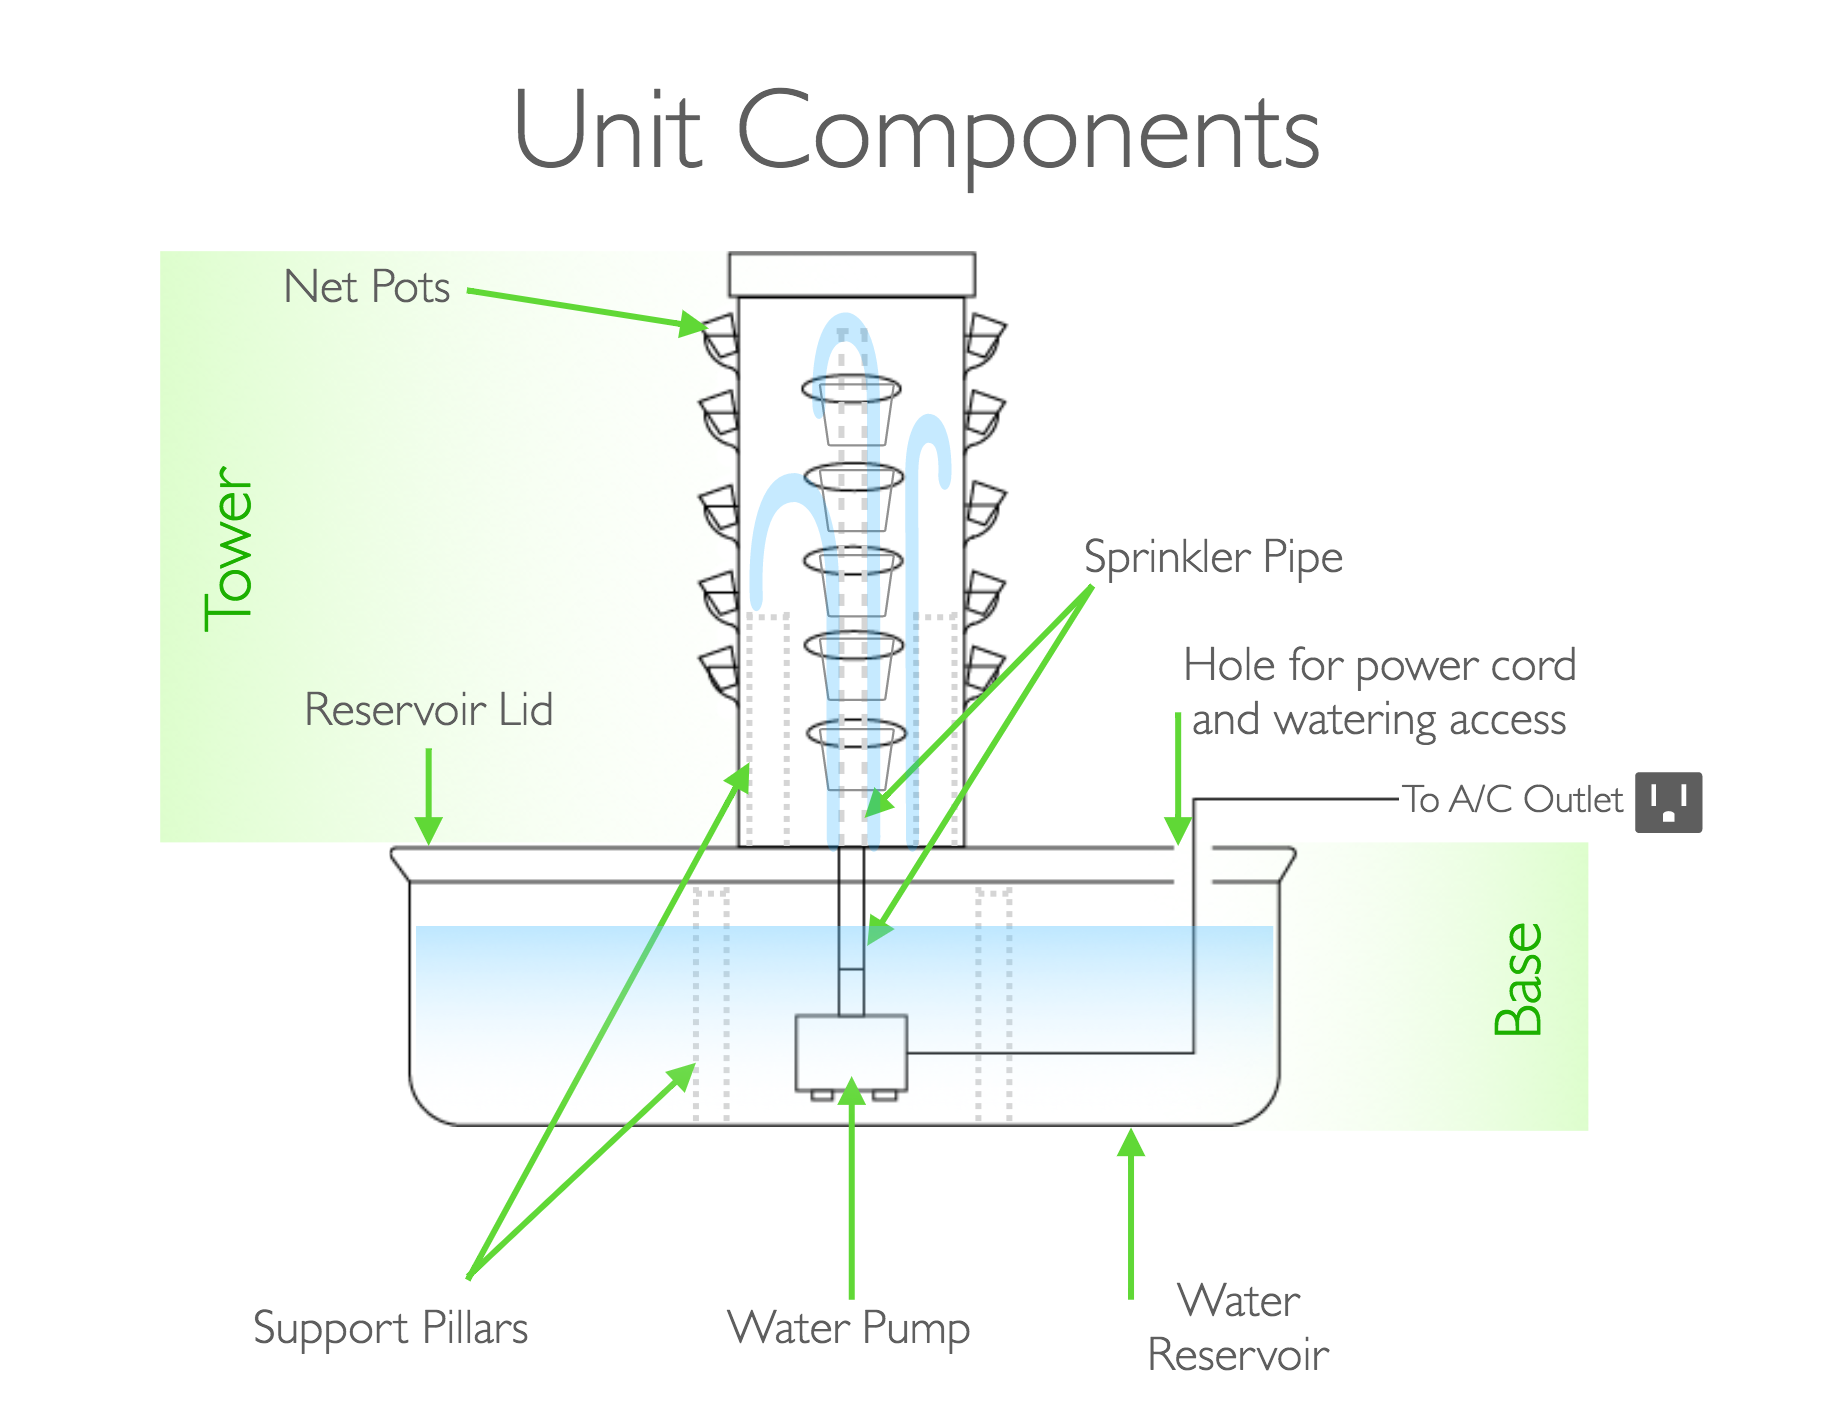 Unit Components
Net Pots
Tower
Sprinkler Pipe
Hole for power cord
and watering access
Reservoir Lid
To A/C Outlet
Base
Support Pillars
Water Pump
Water
Reservoir